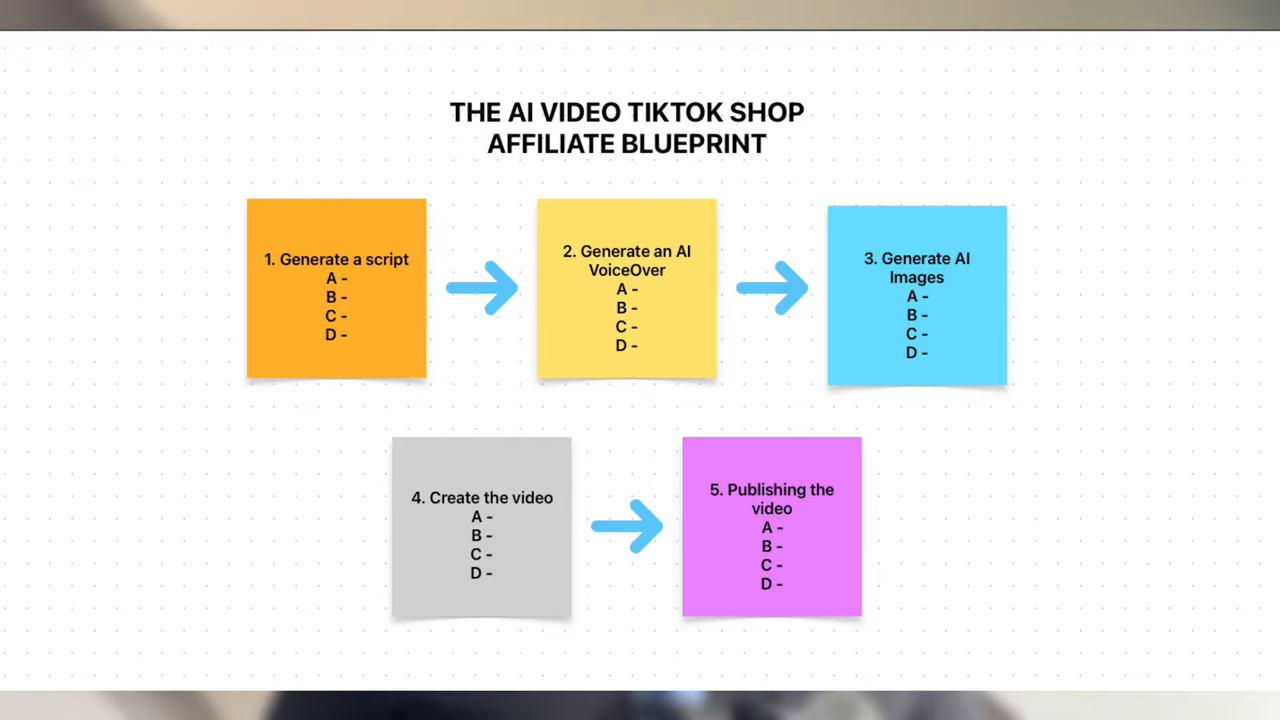 THE AI VIDEO TIKTOK SHOP
AFFILIATE BLUEPRINT
1. Generate a script
A -
B -
C -
D -
2. Generate an AI
VoiceOver
A -
B -
C -
D -
3. Generate AI
Images
A -
B -
C -
D -
4. Create the video
A -
B -
C -
D -
5. Publishing the
video
A -
B -
C -
D -